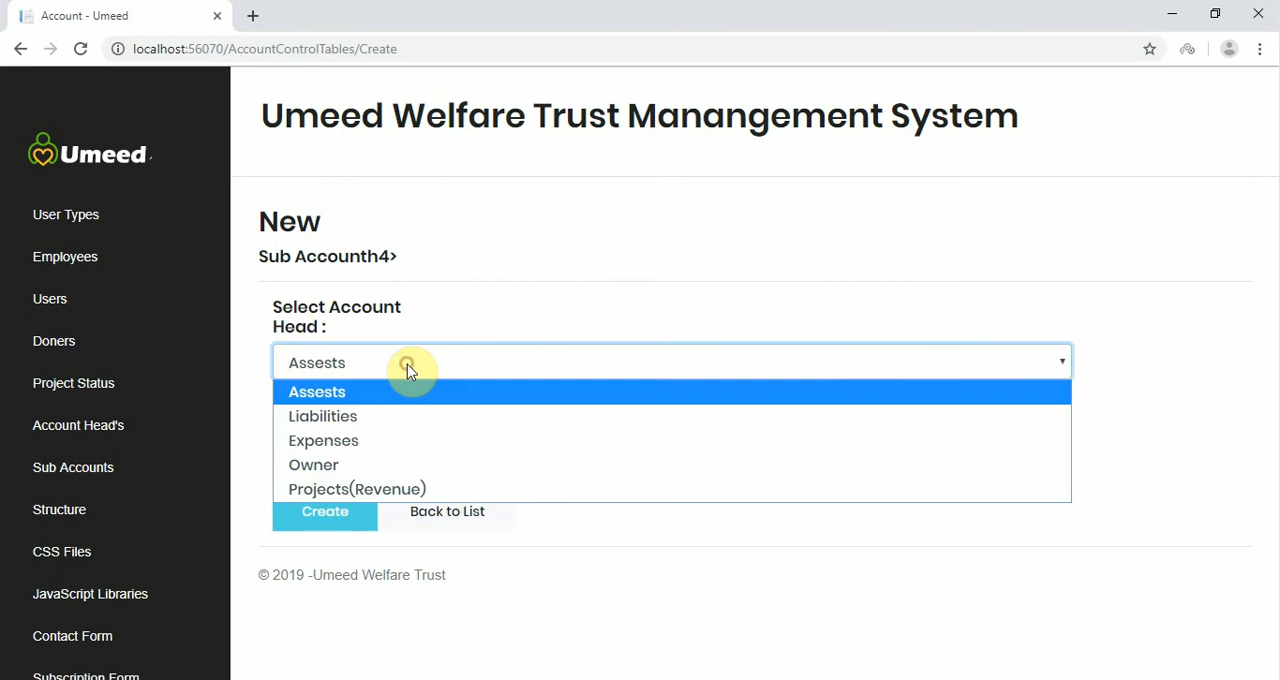 Account - Umeed
localhost:56070/AccountControlTables/Create
Umeed
User Types
Employees
Users
Doners
Project Status
Account Head's
Sub Accounts
Structure
CSS Files
JavaScript Libraries
Contact Form
Subscription Form
Umeed Welfare Trust Manangement System
New
Sub Accounth4>
Select Account
Head :
Assests
Assests
Liabilities
Expenses
Owner
Projects(Revenue)
Create Back to List
© 2019 -Umeed Welfare Trust